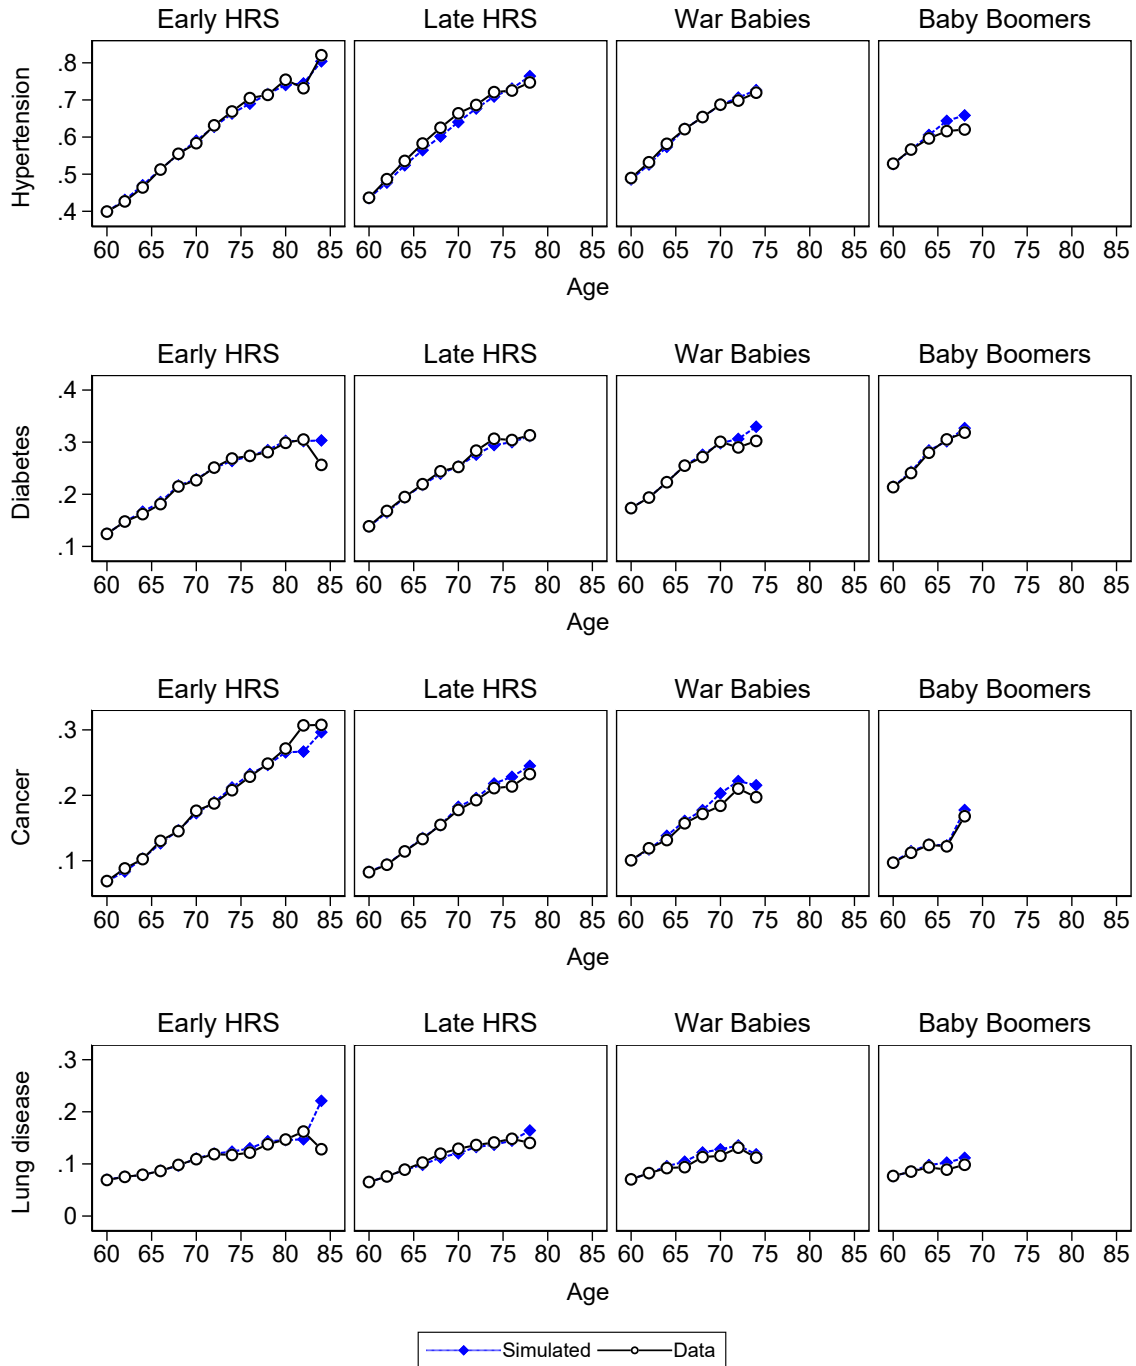 Early HRS Late HRS War Babies Baby Boomers
Hypertension
.8
.7
.6
.5
.4
60 65 70 75 80 85 60 65 70 75 80 85 60 65 70 75 80 85 60 65 70 75 80 85
Age
Early HRS Late HRS War Babies Baby Boomers
Diabetes
.4
.3
.2
.1
60 65 70 75 80 85 60 65 70 75 80 85 60 65 70 75 80 85 60 65 70 75 80 85
Age
Early HRS Late HRS War Babies Baby Boomers
Cancer
.3
.2
.1
60 65 70 75 80 85 60 65 70 75 80 85 60 65 70 75 80 85 60 65 70 75 80 85
Age
Early HRS Late HRS War Babies Baby Boomers
Lung disease
.3
.2
.1
0
60 65 70 75 80 85 60 65 70 75 80 85 60 65 70 75 80 85 60 65 70 75 80 85
Age
Simulated Data